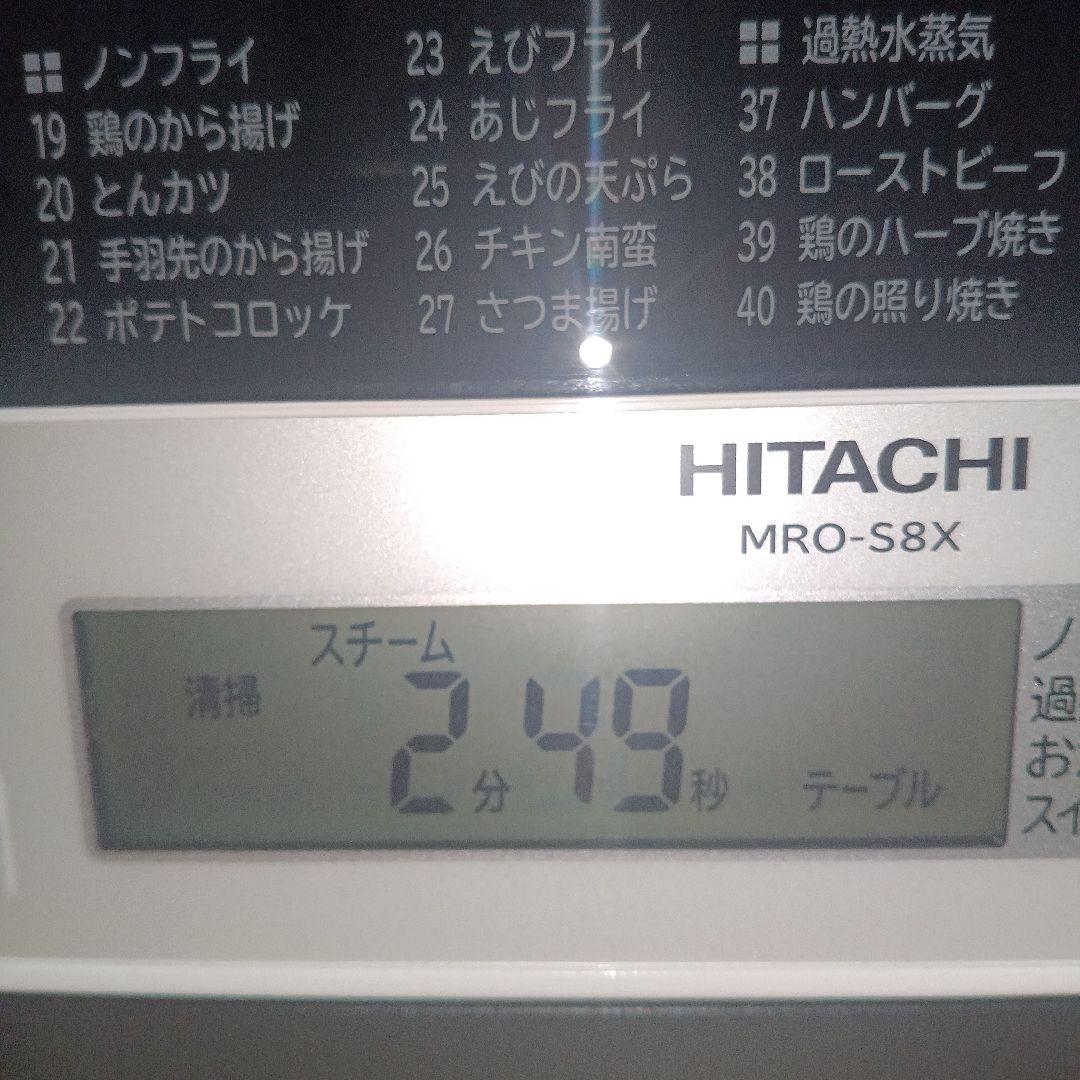 ノンフライ
19 鶏のから揚げ
20 とんカツ
21 手羽先のから揚げ
22 ポテトコロッケ
23 えびフライ
24 あじフライ
25 えびの天ぷら
26 チキン南蛮
27 さつま揚げ
過熱水蒸気
37 ハンバーグ
38 ローストビーフ
39 鶏のハーブ焼き
40 鶏の照り焼き
HITACHI
MRO-S8X
スチーム
清掃
2分49秒
テーブル
ノ
過
お
スイ